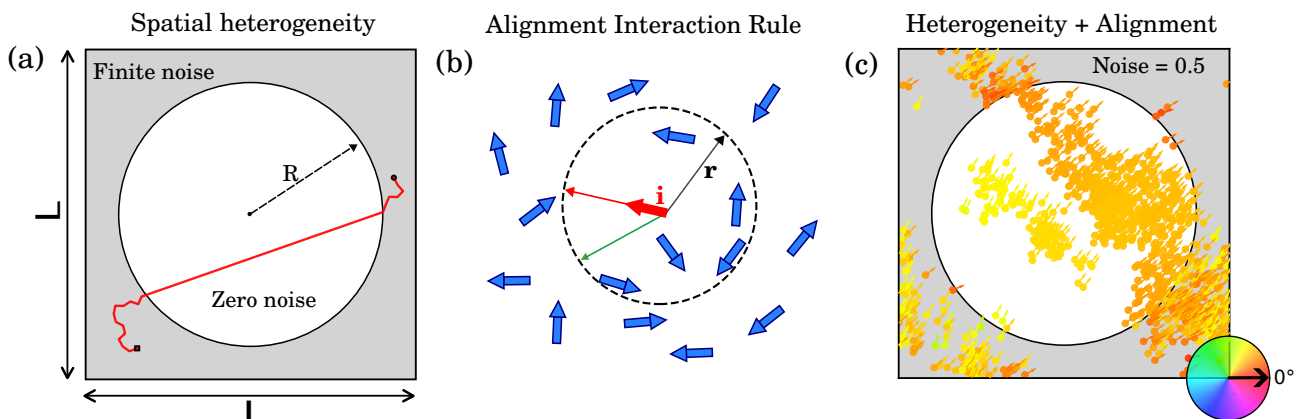 Spatial heterogeneity
(a)
Finite noise
R
Zero noise
L
L
Alignment Interaction Rule
(b)
i
r
Heterogeneity + Alignment
(c)
Noise = 0.5
0°